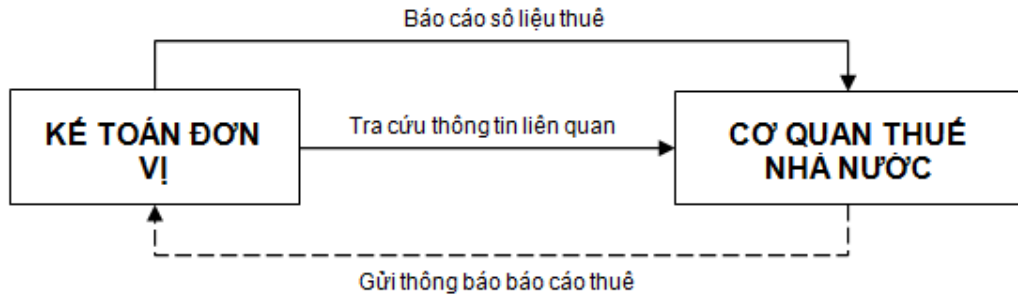 Báo cáo số liệu thuế
KẾ TOÁN ĐƠN
VỊ
Tra cứu thông tin liên quan
CƠ QUAN THUẾ
NHÀ NƯỚC
Gửi thông báo báo cáo thuế